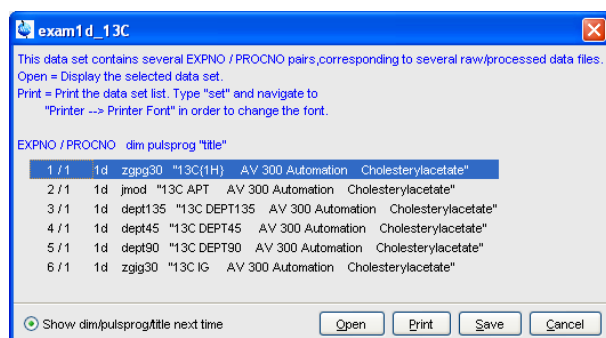 exam1d_13C
This data set contains several EXPNO / PROCNO pairs,corresponding to several raw/processed data files.
Open = Display the selected data set.
Print = Print the data set list. Type "set" and navigate to
"Printer --> Printer Font" in order to change the font.
EXPNO / PROCNO dim pulsprog "title"
1 / 1 1d zgpg30 "13C{1H} AV 300 Automation Cholesterylacetate"
2 / 1 1d jmod "13C APT AV 300 Automation Cholesterylacetate"
3 / 1 1d dept135 "13C DEPT135 AV 300 Automation Cholesterylacetate"
4 / 1 1d dept45 "13C DEPT45 AV 300 Automation Cholesterylacetate"
5 / 1 1d dept90 "13C DEPT90 AV 300 Automation Cholesterylacetate"
6 / 1 1d zgig30 "13C IG AV 300 Automation Cholesterylacetate"
Show dim/pulsprog/title next time Open Print Save Cancel